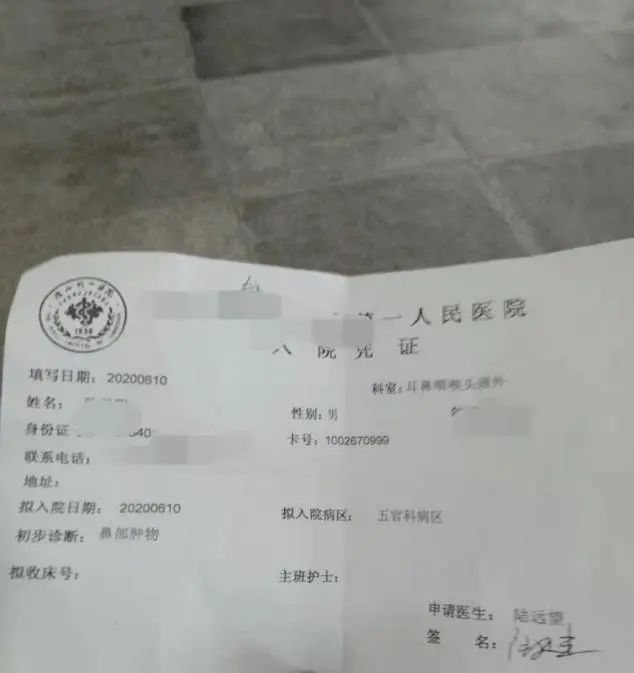 第一人民医院
入院凭证
填写日期：20200610
科室：耳鼻咽喉头颈外
姓名：
性别：男
身份证 640
卡号：1002670999
联系电话：
地址：
拟入院日期：20200610
拟入院病区：五官科病区
初步诊断：鼻部肿物
拟收床号：
主班护士：
申请医生：陆远望
签 名：